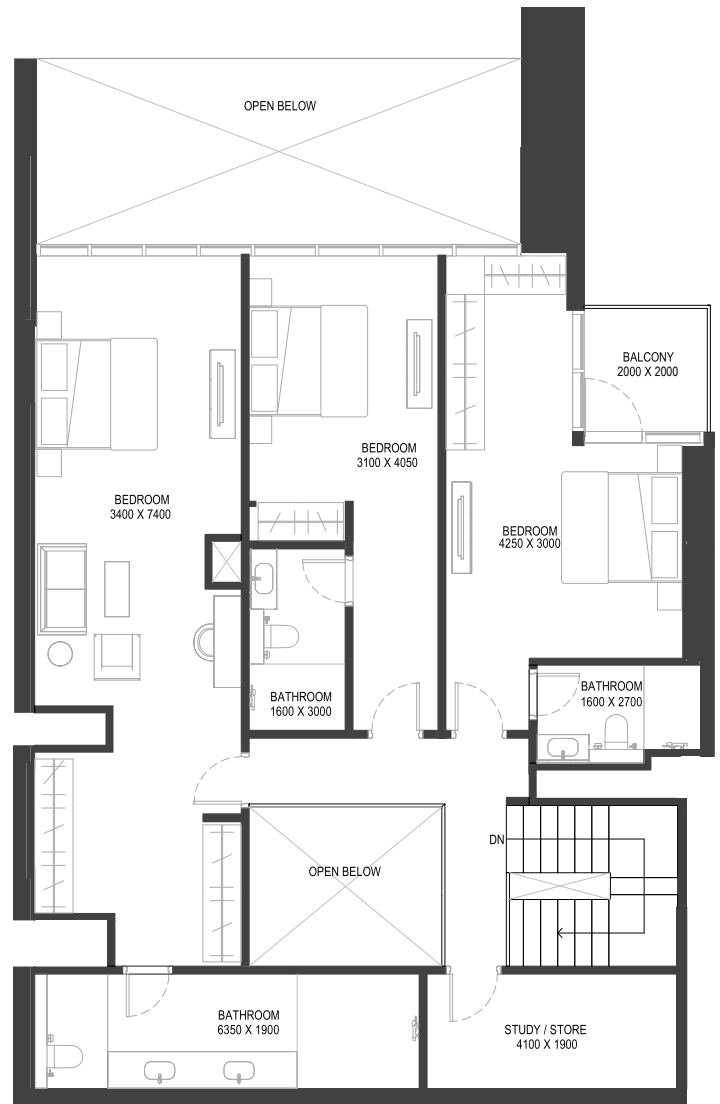 OPEN BELOW
BALCONY
2000 X 2000
BEDROOM
3100 X 4050
BEDROOM
3400 X 7400
BEDROOM
4250 X 3000
BATHROOM
1600 X 3000
BATHROOM
1600 X 2700
DN
OPEN BELOW
BATHROOM
6350 X 1900
STUDY / STORE
4100 X 1900